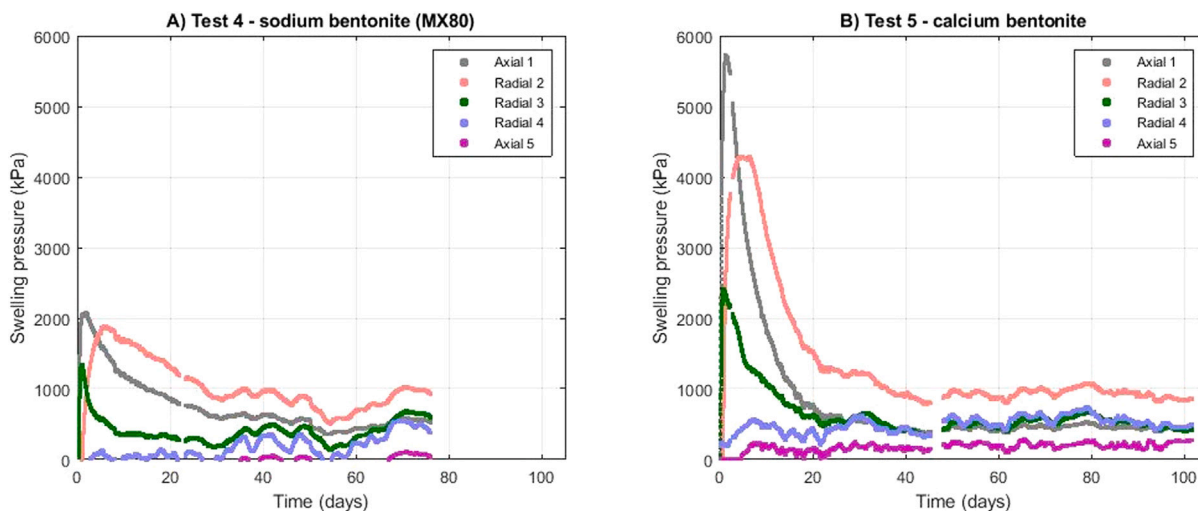 A) Test 4 - sodium bentonite (MX80)
6000
5000
4000
3000
2000
1000
0
Swelling pressure (kPa)
Axial 1
Radial 2
Radial 3
Radial 4
Axial 5
0 20 40 60 80 100
Time (days)
B) Test 5 - calcium bentonite
6000
5000
4000
3000
2000
1000
0
Swelling pressure (kPa)
Axial 1
Radial 2
Radial 3
Radial 4
Axial 5
0 20 40 60 80 100
Time (days)